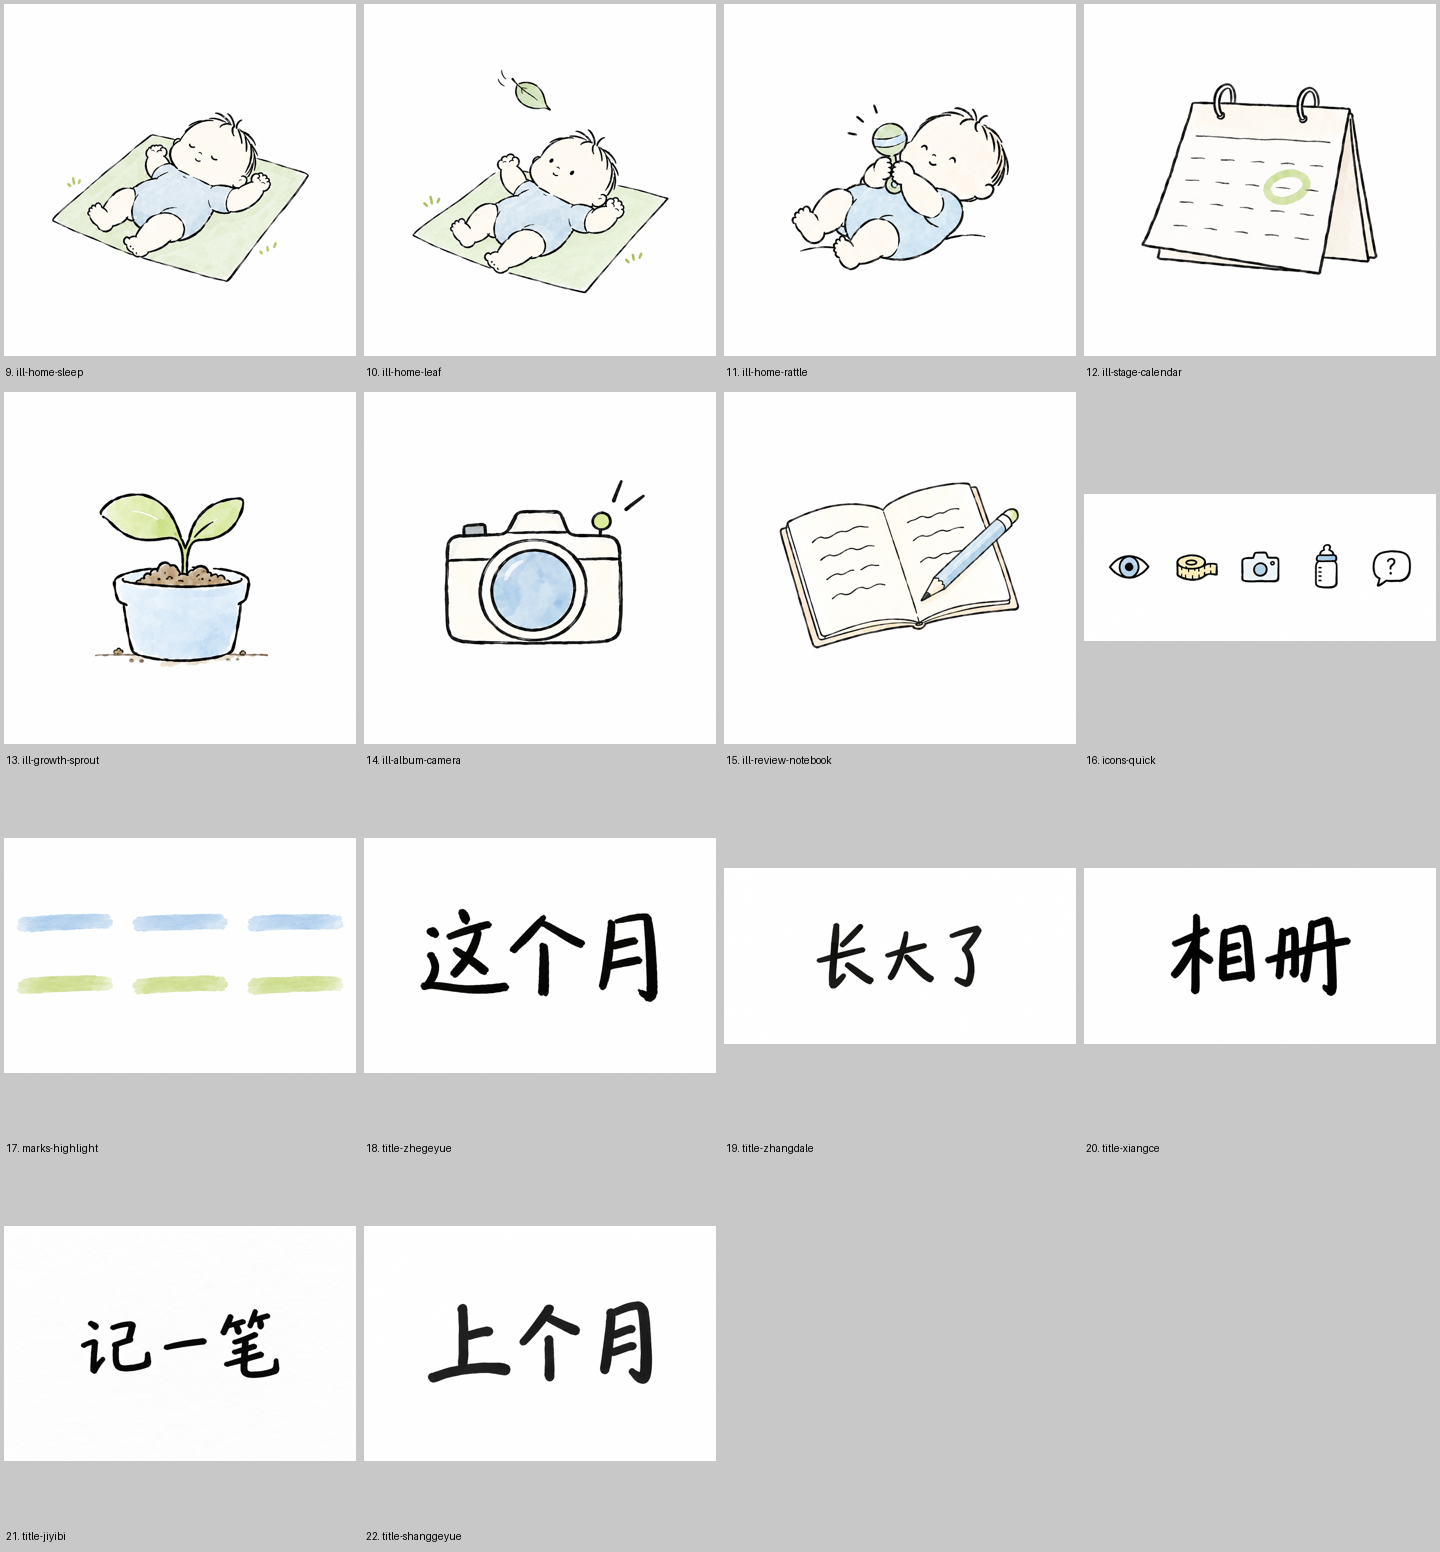 9. ill-home-sleep
10. ill-home-leaf
11. ill-home-rattle
12. ill-stage-calendar
13. ill-growth-sprout
14. ill-album-camera
15. ill-review-notebook
?
16. icons-quick
17. marks-highlight
这个月
18. title-zhegeyue
长大了
19. title-zhangdale
相册
20. title-xiangce
记一笔
21. title-jiyibi
上个月
22. title-shanggeyue